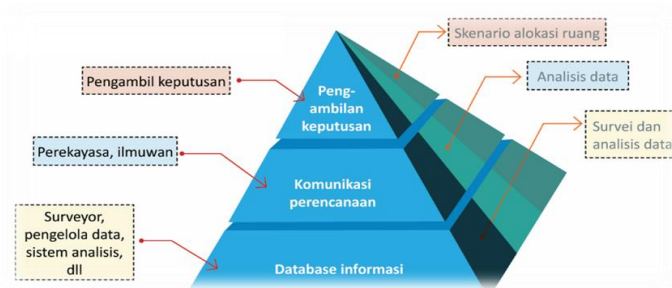 Skenario alokasi ruang
Pengambil keputusan
Peng-
ambilan
keputusan
Analisis data
Survei dan
analisis data
Perekayasa, ilmuwan
Komunikasi
perencanaan
Surveyor,
pengelola data,
sistem analisis,
dll
Database informasi